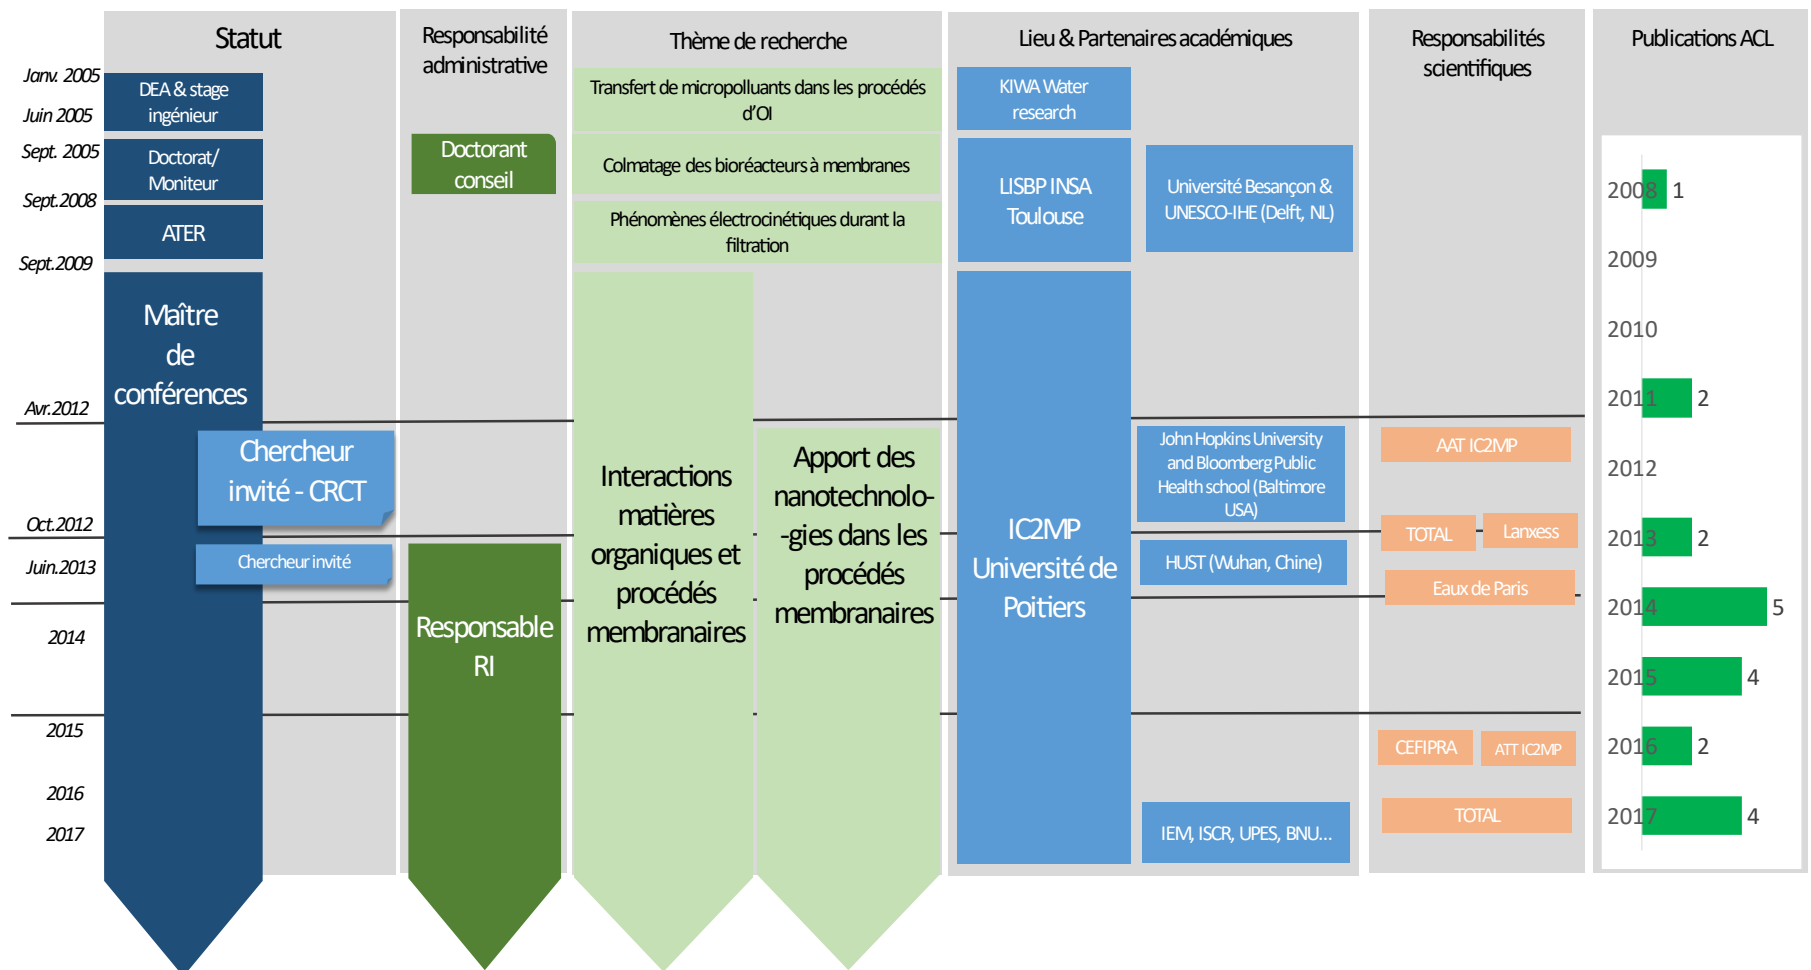 Statut
Responsabilité
administrative
Thème de recherche
Lieu & Partenaires académiques
Responsabilités
scientifiques
Publications ACL
Janv. 2005
Juin 2005
Sept. 2005
Sept.2008
Sept.2009
Avr.2012
Oct.2012
Juin.2013
2014
2015
2016
2017
DEA & stage
ingénieur
Doctorat/
Moniteur
ATER
Maître
de
conférences
Chercheur
invité - CRCT
Chercheur invité
Doctorant
conseil
Responsable
RI
Transfert de micropolluants dans les procédés
d’OI
Colmatage des bioréacteurs à membranes
Phénomènes électrocinétiques durant la
filtration
Interactions
matières
organiques et
procédés
membranaires
Apport des
nanotechnolo-
-gies dans les
procédés
membranaires
KIWA Water
research
LISBP INSA
Toulouse
Université Besançon &
UNESCO-IHE (Delft, NL)
IC2MP
Université de
Poitiers
John Hopkins University
and Bloomberg Public
Health school (Baltimore
USA)
HUST (Wuhan, Chine)
IEM, ISCR, UPES, BNU...
AAT IC2MP
TOTAL
Lanxess
Eaux de Paris
CEFIPRA
ATT IC2MP
TOTAL
2008 1
2009
2010
2011 2
2012
2013 2
2014 5
2015 4
2016 2
2017 4